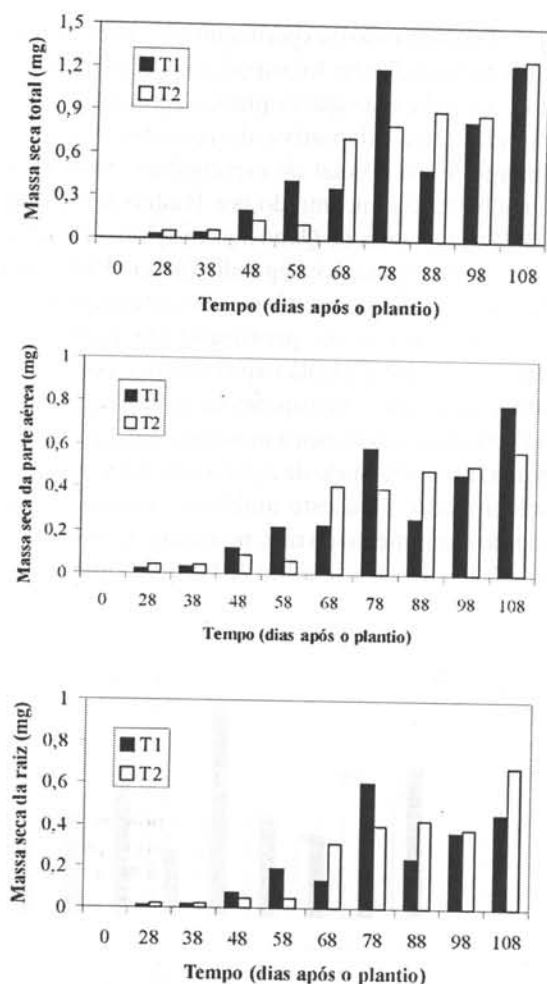 Massa seca total (mg)
1,5
1,2
0,9
0,6
0,3
0
T1
T2
0 28 38 48 58 68 78 88 98 108
Tempo (dias após o plantio)
Massa seca da parte aérea (mg)
1
0,8
0,6
0,4
0,2
0
T1
T2
0 28 38 48 58 68 78 88 98 108
Tempo (dias após o plantio)
Massa seca da raiz (mg)
1
0,8
0,6
0,4
0,2
0
T1
T2
0 28 38 48 58 68 78 88 98 108
Tempo (dias após o plantio)